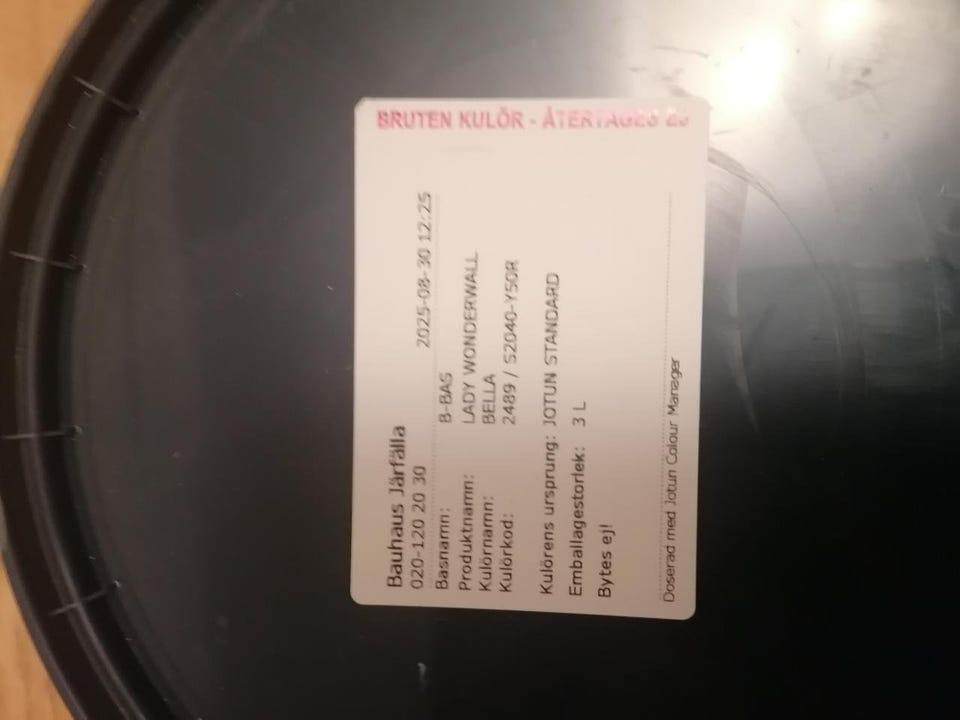 BRUTEN KULÖR - ÅTERTAGES EJ
Bauhaus Järfälla
020-120 20 30 2025-08-30 12:25
Basnamn: B-BAS
Produktnamn: LADY WONDERWALL
Kulörnamn: BELLA
Kulörkod: 2489 / S2040-Y50R
Kulörens ursprung: JOTUN STANDARD
Emballagestorlek: 3 L
Bytes ej!
Doserad med Jotun Colour Manager